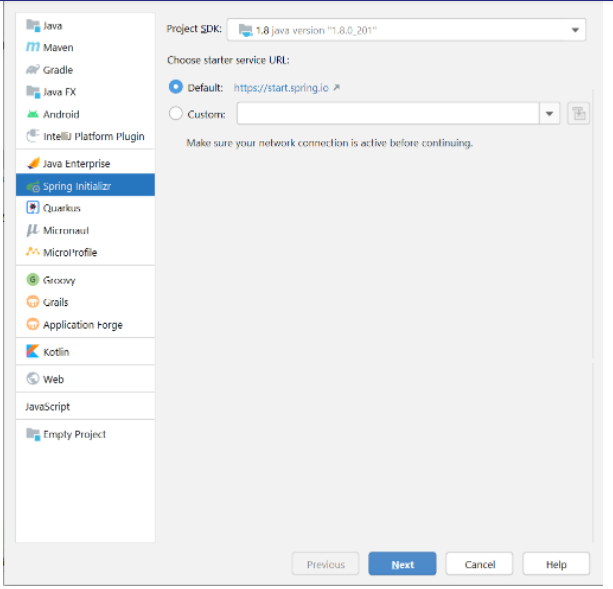 Java
Maven
Gradle
Java FX
Android
IntelliJ Platform Plugin
Java Enterprise
Spring Initializr
Quarkus
Micronaut
MicroProfile
Groovy
Grails
Application Forge
Kotlin
Web
JavaScript
Empty Project
Project SDK: 1.8 java version "1.8.0_201"
Choose starter service URL:
Default: https://start.spring.io ↗
Custom:
Make sure your network connection is active before continuing.
Previous Next Cancel Help